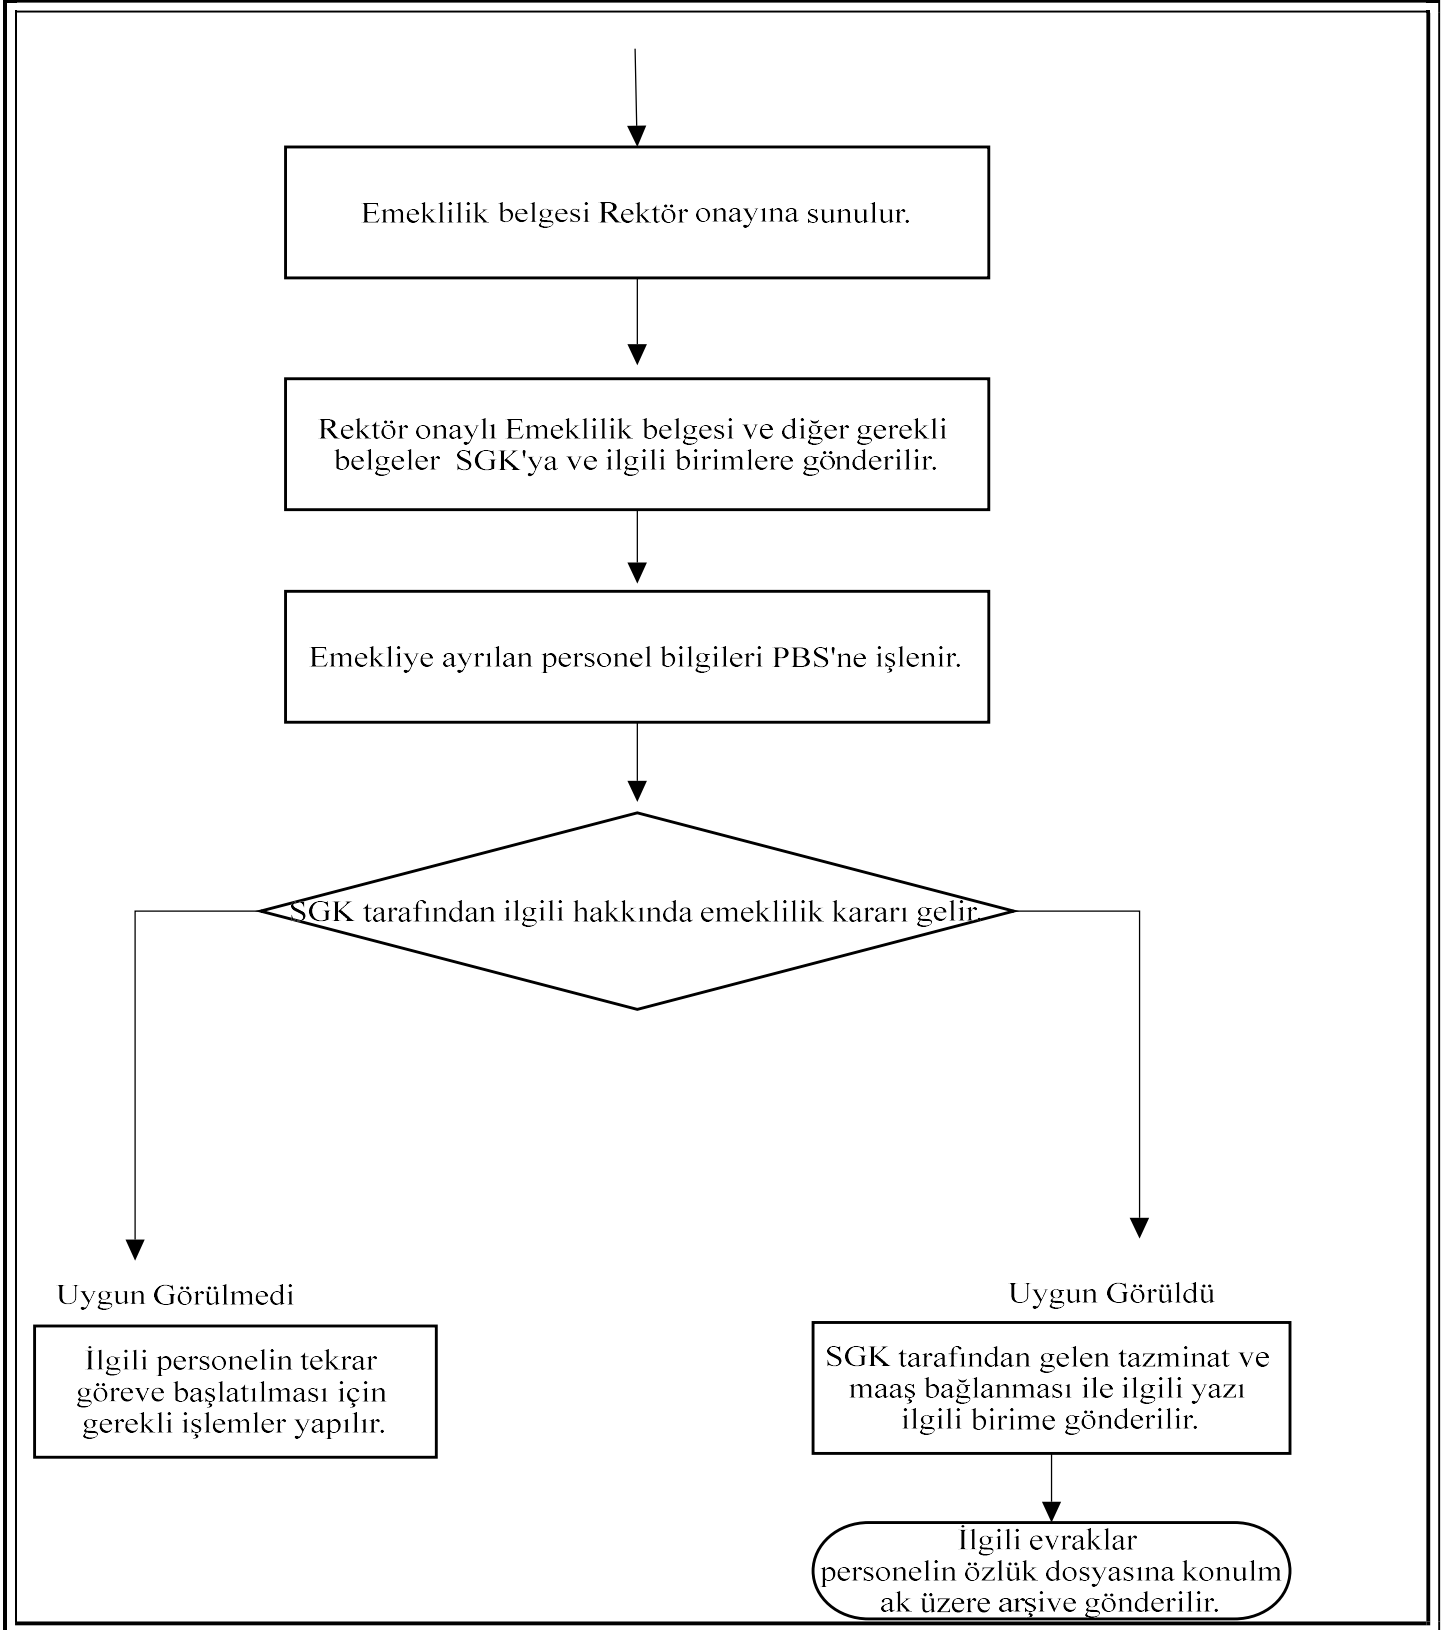 Emeklilik belgesi Rektör onayına sunulur.
Rektör onaylı Emeklilik belgesi ve diğer gerekli
belgeler  SGK'ya ve ilgili birimlere gönderilir.
Emekliye ayrılan personel bilgileri PBS'ne işlenir.
SGK tarafından ilgili hakkında emeklilik kararı gelir.
Uygun Görülmedi
İlgili personelin tekrar
göreve başlatılması için
gerekli işlemler yapılır.
Uygun Görüldü
SGK tarafından gelen tazminat ve
maaş bağlanması ile ilgili yazı
ilgili birime gönderilir.
İlgili evraklar
personelin özlük dosyasına konulm
ak üzere arşive gönderilir.